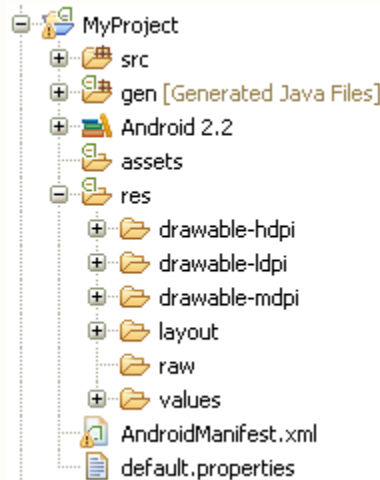 MyProject
src
gen [Generated Java Files]
Android 2.2
assets
res
drawable-hdpi
drawable-ldpi
drawable-mdpi
layout
raw
values
AndroidManifest.xml
default.properties